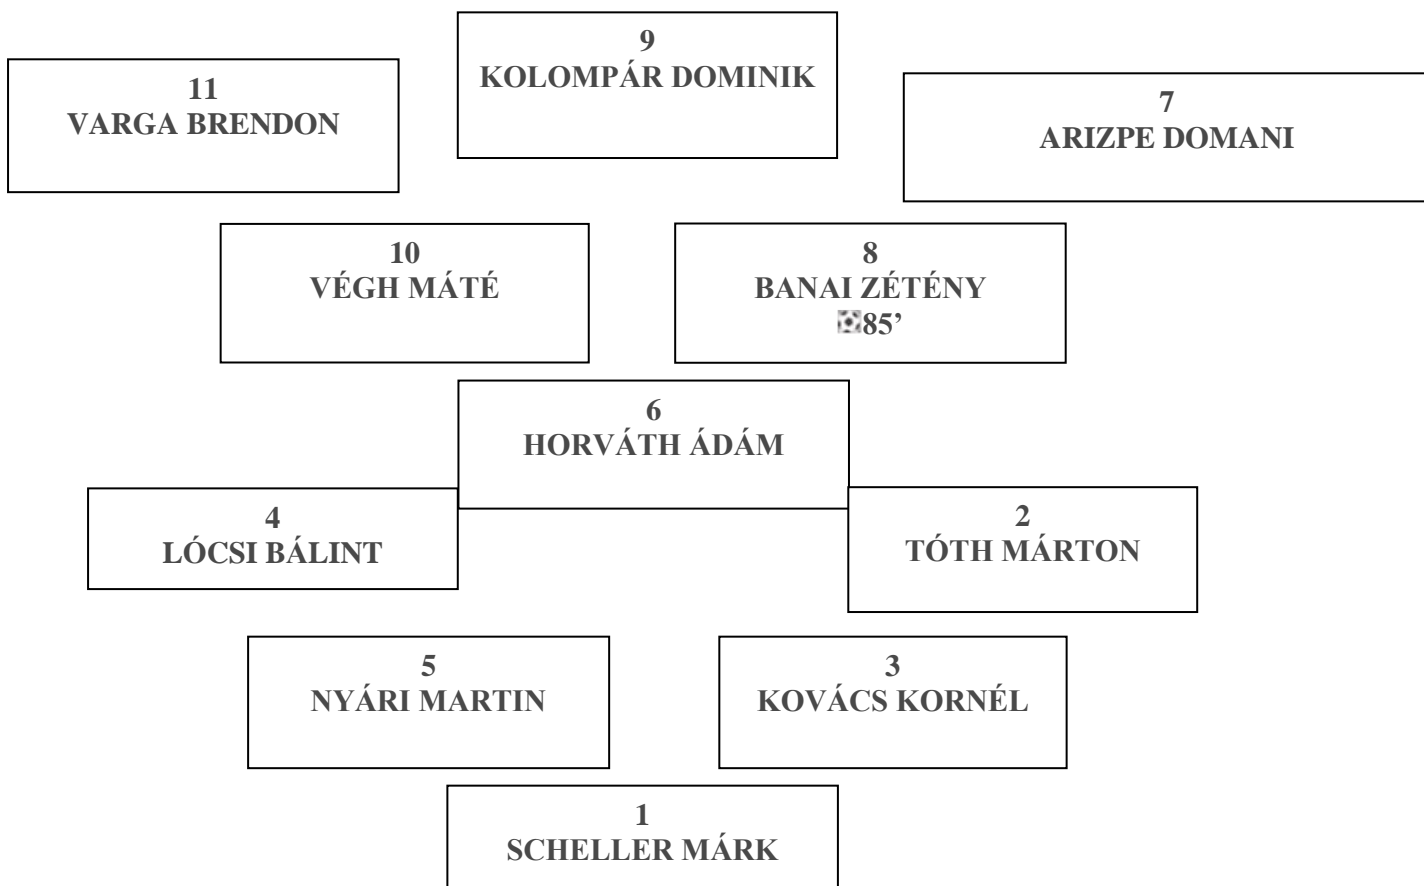 9
KOLOMPÁR DOMINIK
11
VARGA BRENDON
7
ARIZPE DOMANI
10
VÉGH MÁTÉ
8
BANAI ZÉTÉNY
⚽85’
6
HORVÁTH ÁDÁM
4
LÓCSI BÁLINT
2
TÓTH MÁRTON
5
NYÁRI MARTIN
3
KOVÁCS KORNÉL
1
SCHELLER MÁRK